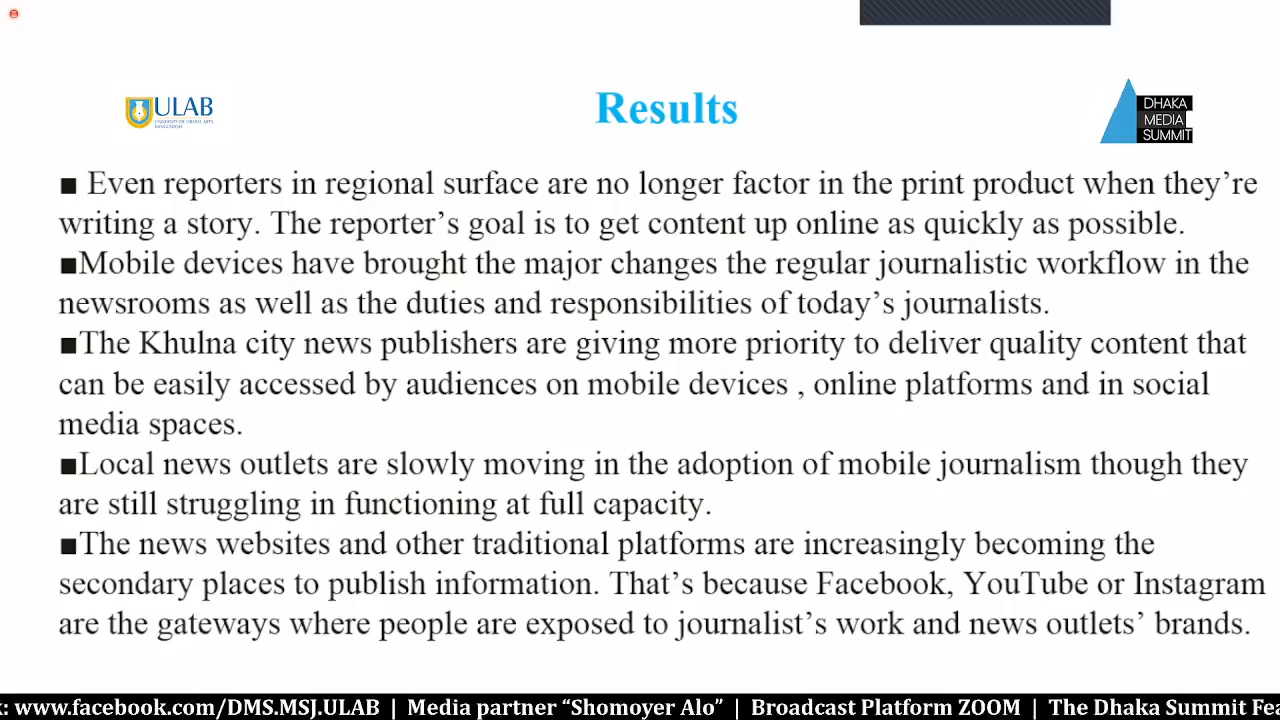 ULAB
UNIVERSITY OF LIBERAL ARTS
BANGLADESH
Results
DHAKA
MEDIA
SUMMIT
■ Even reporters in regional surface are no longer factor in the print product when they’re
writing a story. The reporter’s goal is to get content up online as quickly as possible.
■Mobile devices have brought the major changes the regular journalistic workflow in the
newsrooms as well as the duties and responsibilities of today’s journalists.
■The Khulna city news publishers are giving more priority to deliver quality content that
can be easily accessed by audiences on mobile devices , online platforms and in social
media spaces.
■Local news outlets are slowly moving in the adoption of mobile journalism though they
are still struggling in functioning at full capacity.
■The news websites and other traditional platforms are increasingly becoming the
secondary places to publish information. That’s because Facebook, YouTube or Instagram
are the gateways where people are exposed to journalist’s work and news outlets’ brands.
: www.facebook.com/DMS.MSJ.ULAB | Media partner “Shomoyer Alo” | Broadcast Platform ZOOM | The Dhaka Summit Fea